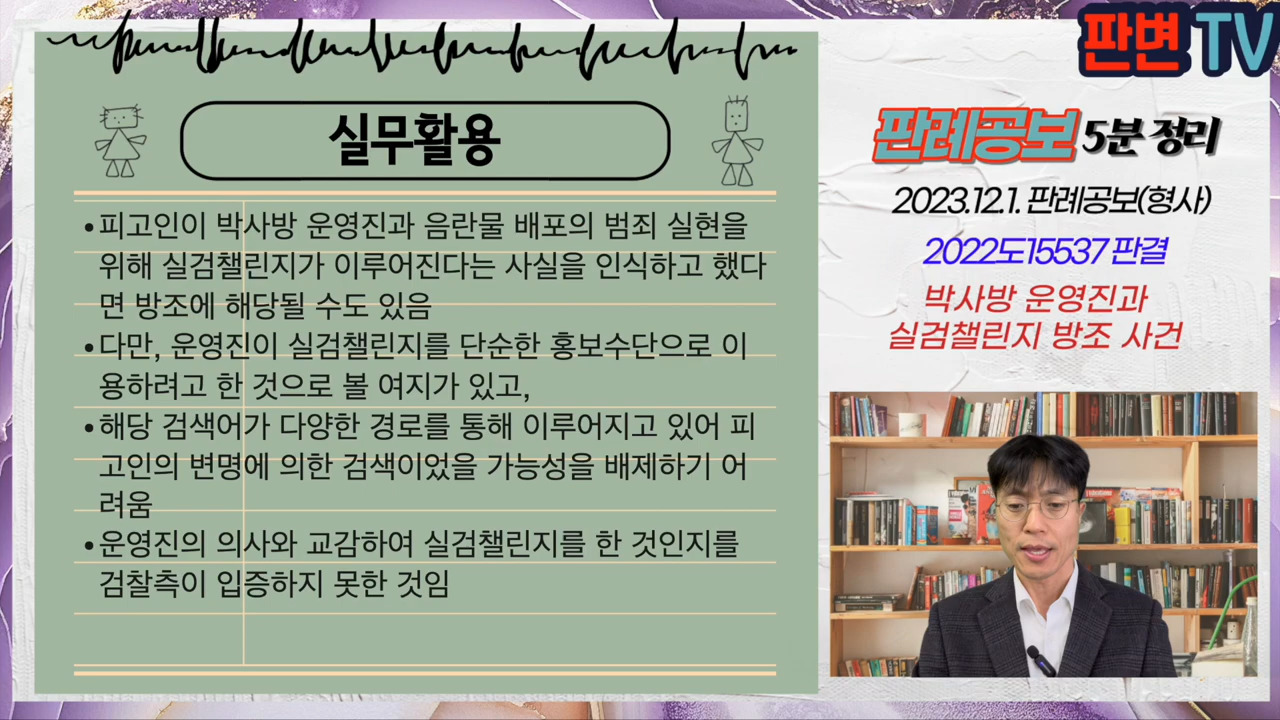 판변 TV
실무활용
•피고인이 박사방 운영진과 음란물 배포의 범죄 실현을
위해 실검챌린지가 이루어진다는 사실을 인식하고 했다
면 방조에 해당될 수도 있음
•다만, 운영진이 실검챌린지를 단순한 홍보수단으로 이
용하려고 한 것으로 볼 여지가 있고,
•해당 검색어가 다양한 경로를 통해 이루어지고 있어 피
고인의 변명에 의한 검색이었을 가능성을 배제하기 어
려움
•운영진의 의사와 교감하여 실검챌린지를 한 것인지를
검찰측이 입증하지 못한 것임
판례공보 5분 정리
2023.12.1. 판례공보(형사)
2022도15537 판결
박사방 운영진과
실검챌린지 방조 사건